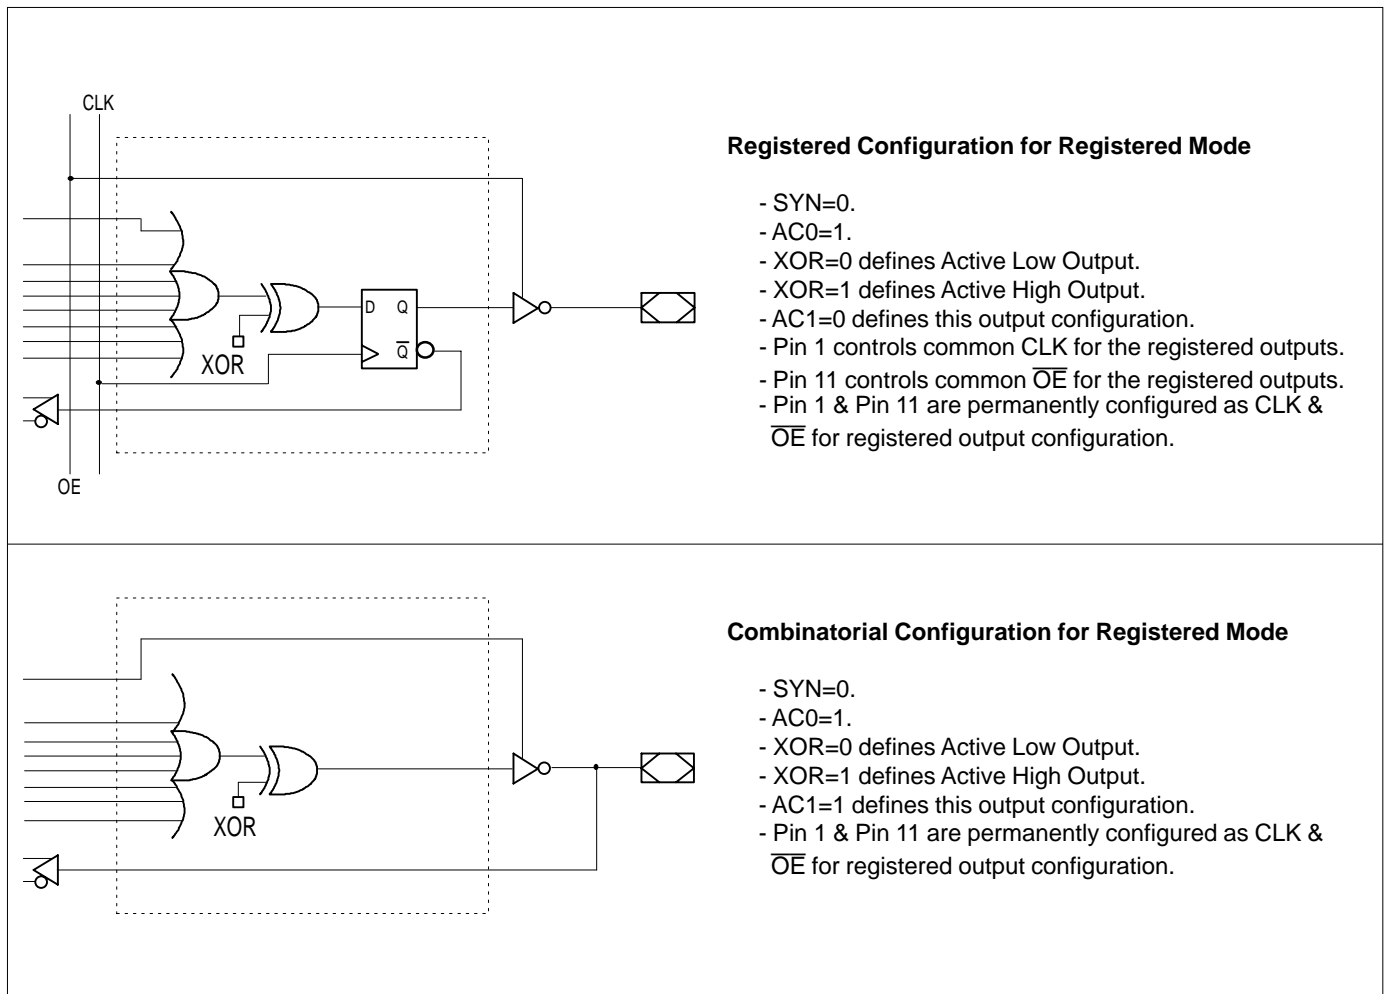 CLK
D Q
Q̅
XOR
OE
Registered Configuration for Registered Mode
- SYN=0.
- AC0=1.
- XOR=0 defines Active Low Output.
- XOR=1 defines Active High Output.
- AC1=0 defines this output configuration.
- Pin 1 controls common CLK for the registered outputs.
- Pin 11 controls common O̅E̅ for the registered outputs.
- Pin 1 & Pin 11 are permanently configured as CLK &
O̅E̅ for registered output configuration.
XOR
Combinatorial Configuration for Registered Mode
- SYN=0.
- AC0=1.
- XOR=0 defines Active Low Output.
- XOR=1 defines Active High Output.
- AC1=1 defines this output configuration.
- Pin 1 & Pin 11 are permanently configured as CLK &
O̅E̅ for registered output configuration.